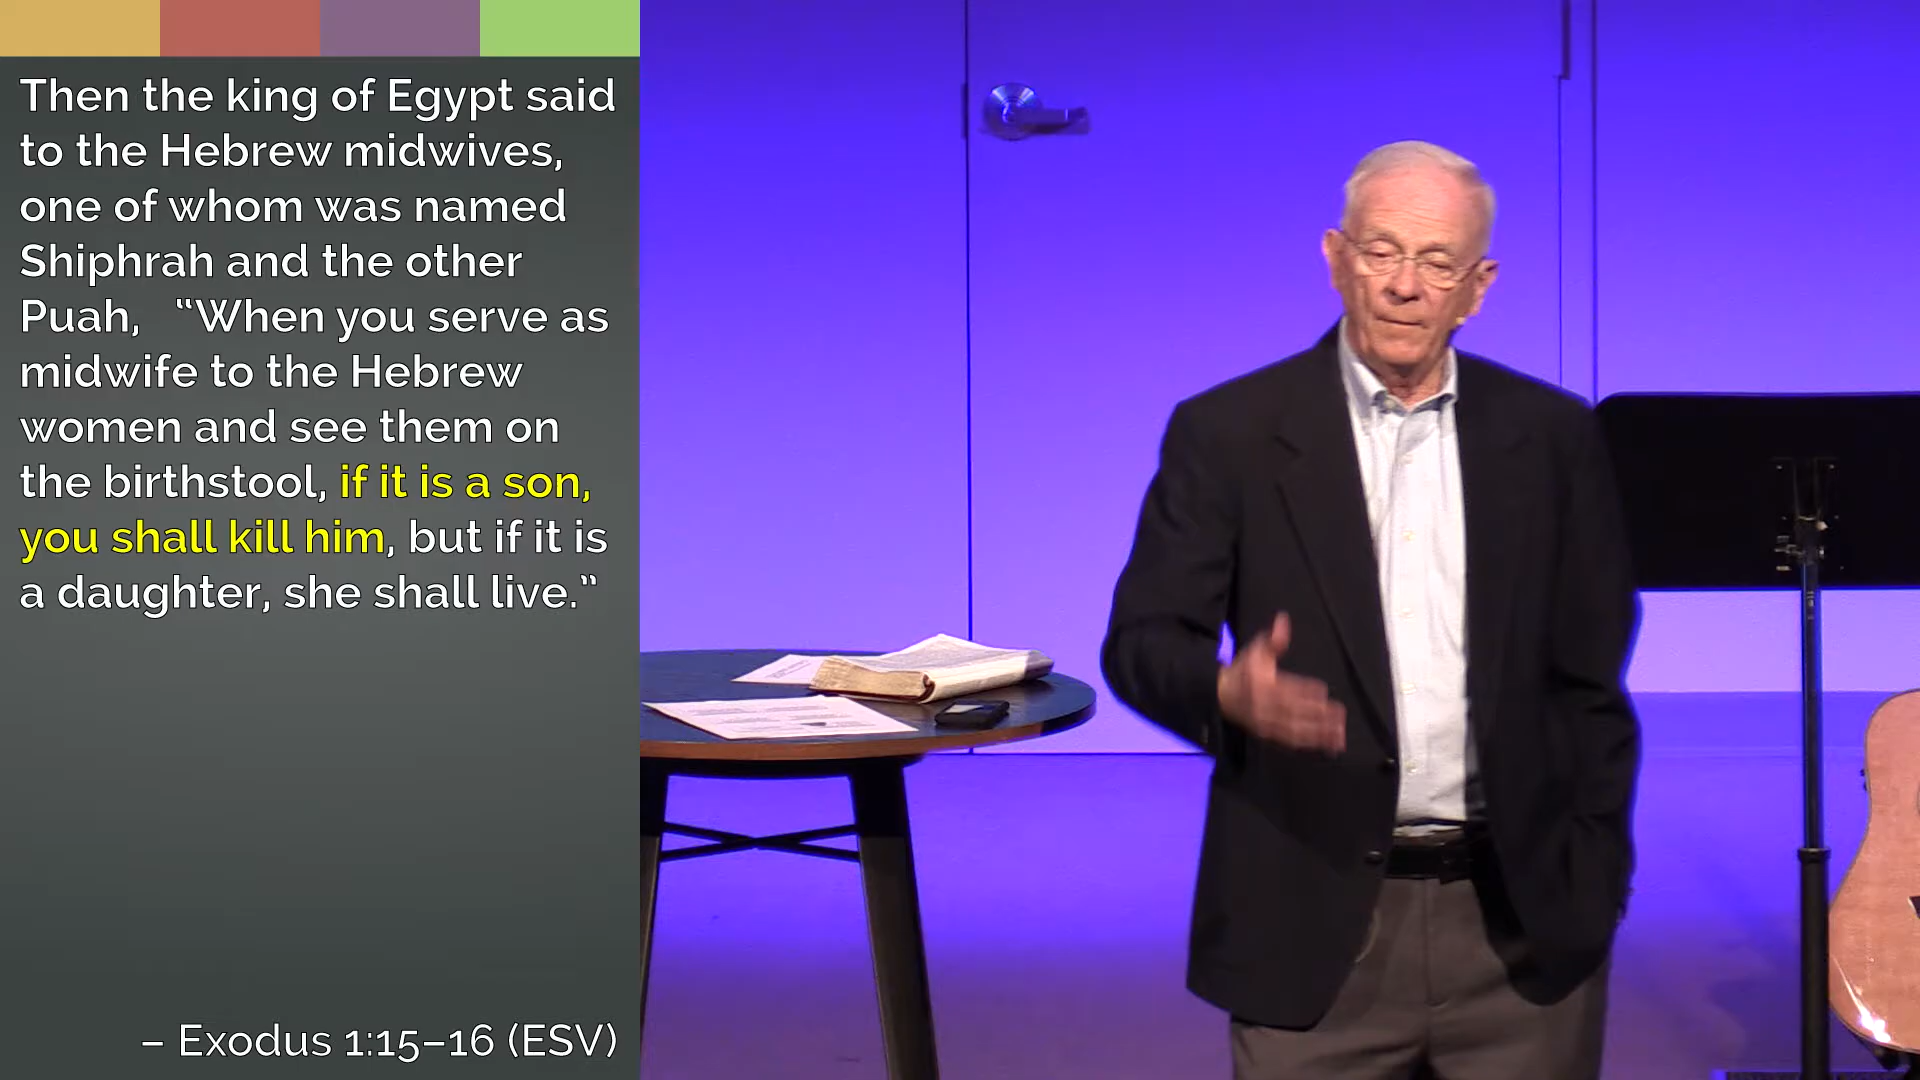 Then the king of Egypt said
to the Hebrew midwives,
one of whom was named
Shiphrah and the other
Puah,   “When you serve as
midwife to the Hebrew
women and see them on
the birthstool, if it is a son,
you shall kill him, but if it is
a daughter, she shall live.”
– Exodus 1:15–16 (ESV)